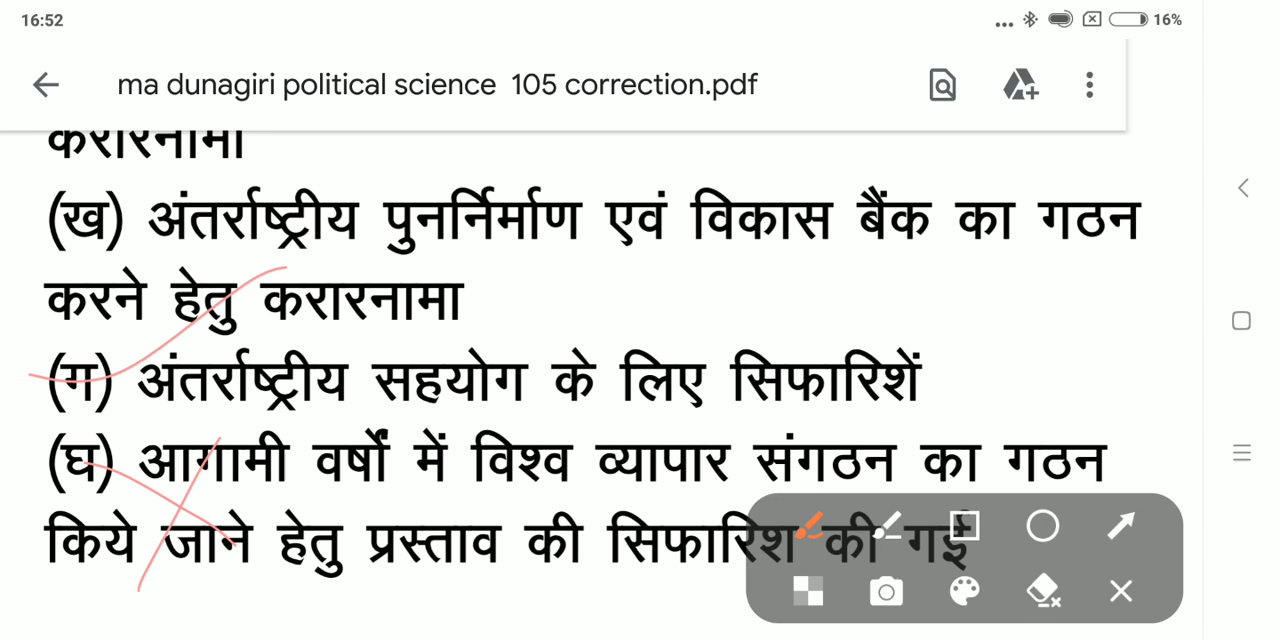 16:52
16%
ma dunagiri political science 105 correction.pdf
करारनामा
(ख) अंतर्राष्ट्रीय पुनर्निर्माण एवं विकास बैंक का गठन
करने हेतु करारनामा
(ग) अंतर्राष्ट्रीय सहयोग के लिए सिफारिशें
(घ) आगामी वर्षों में विश्व व्यापार संगठन का गठन
किये जाने हेतु प्रस्ताव की सिफारिश की गई